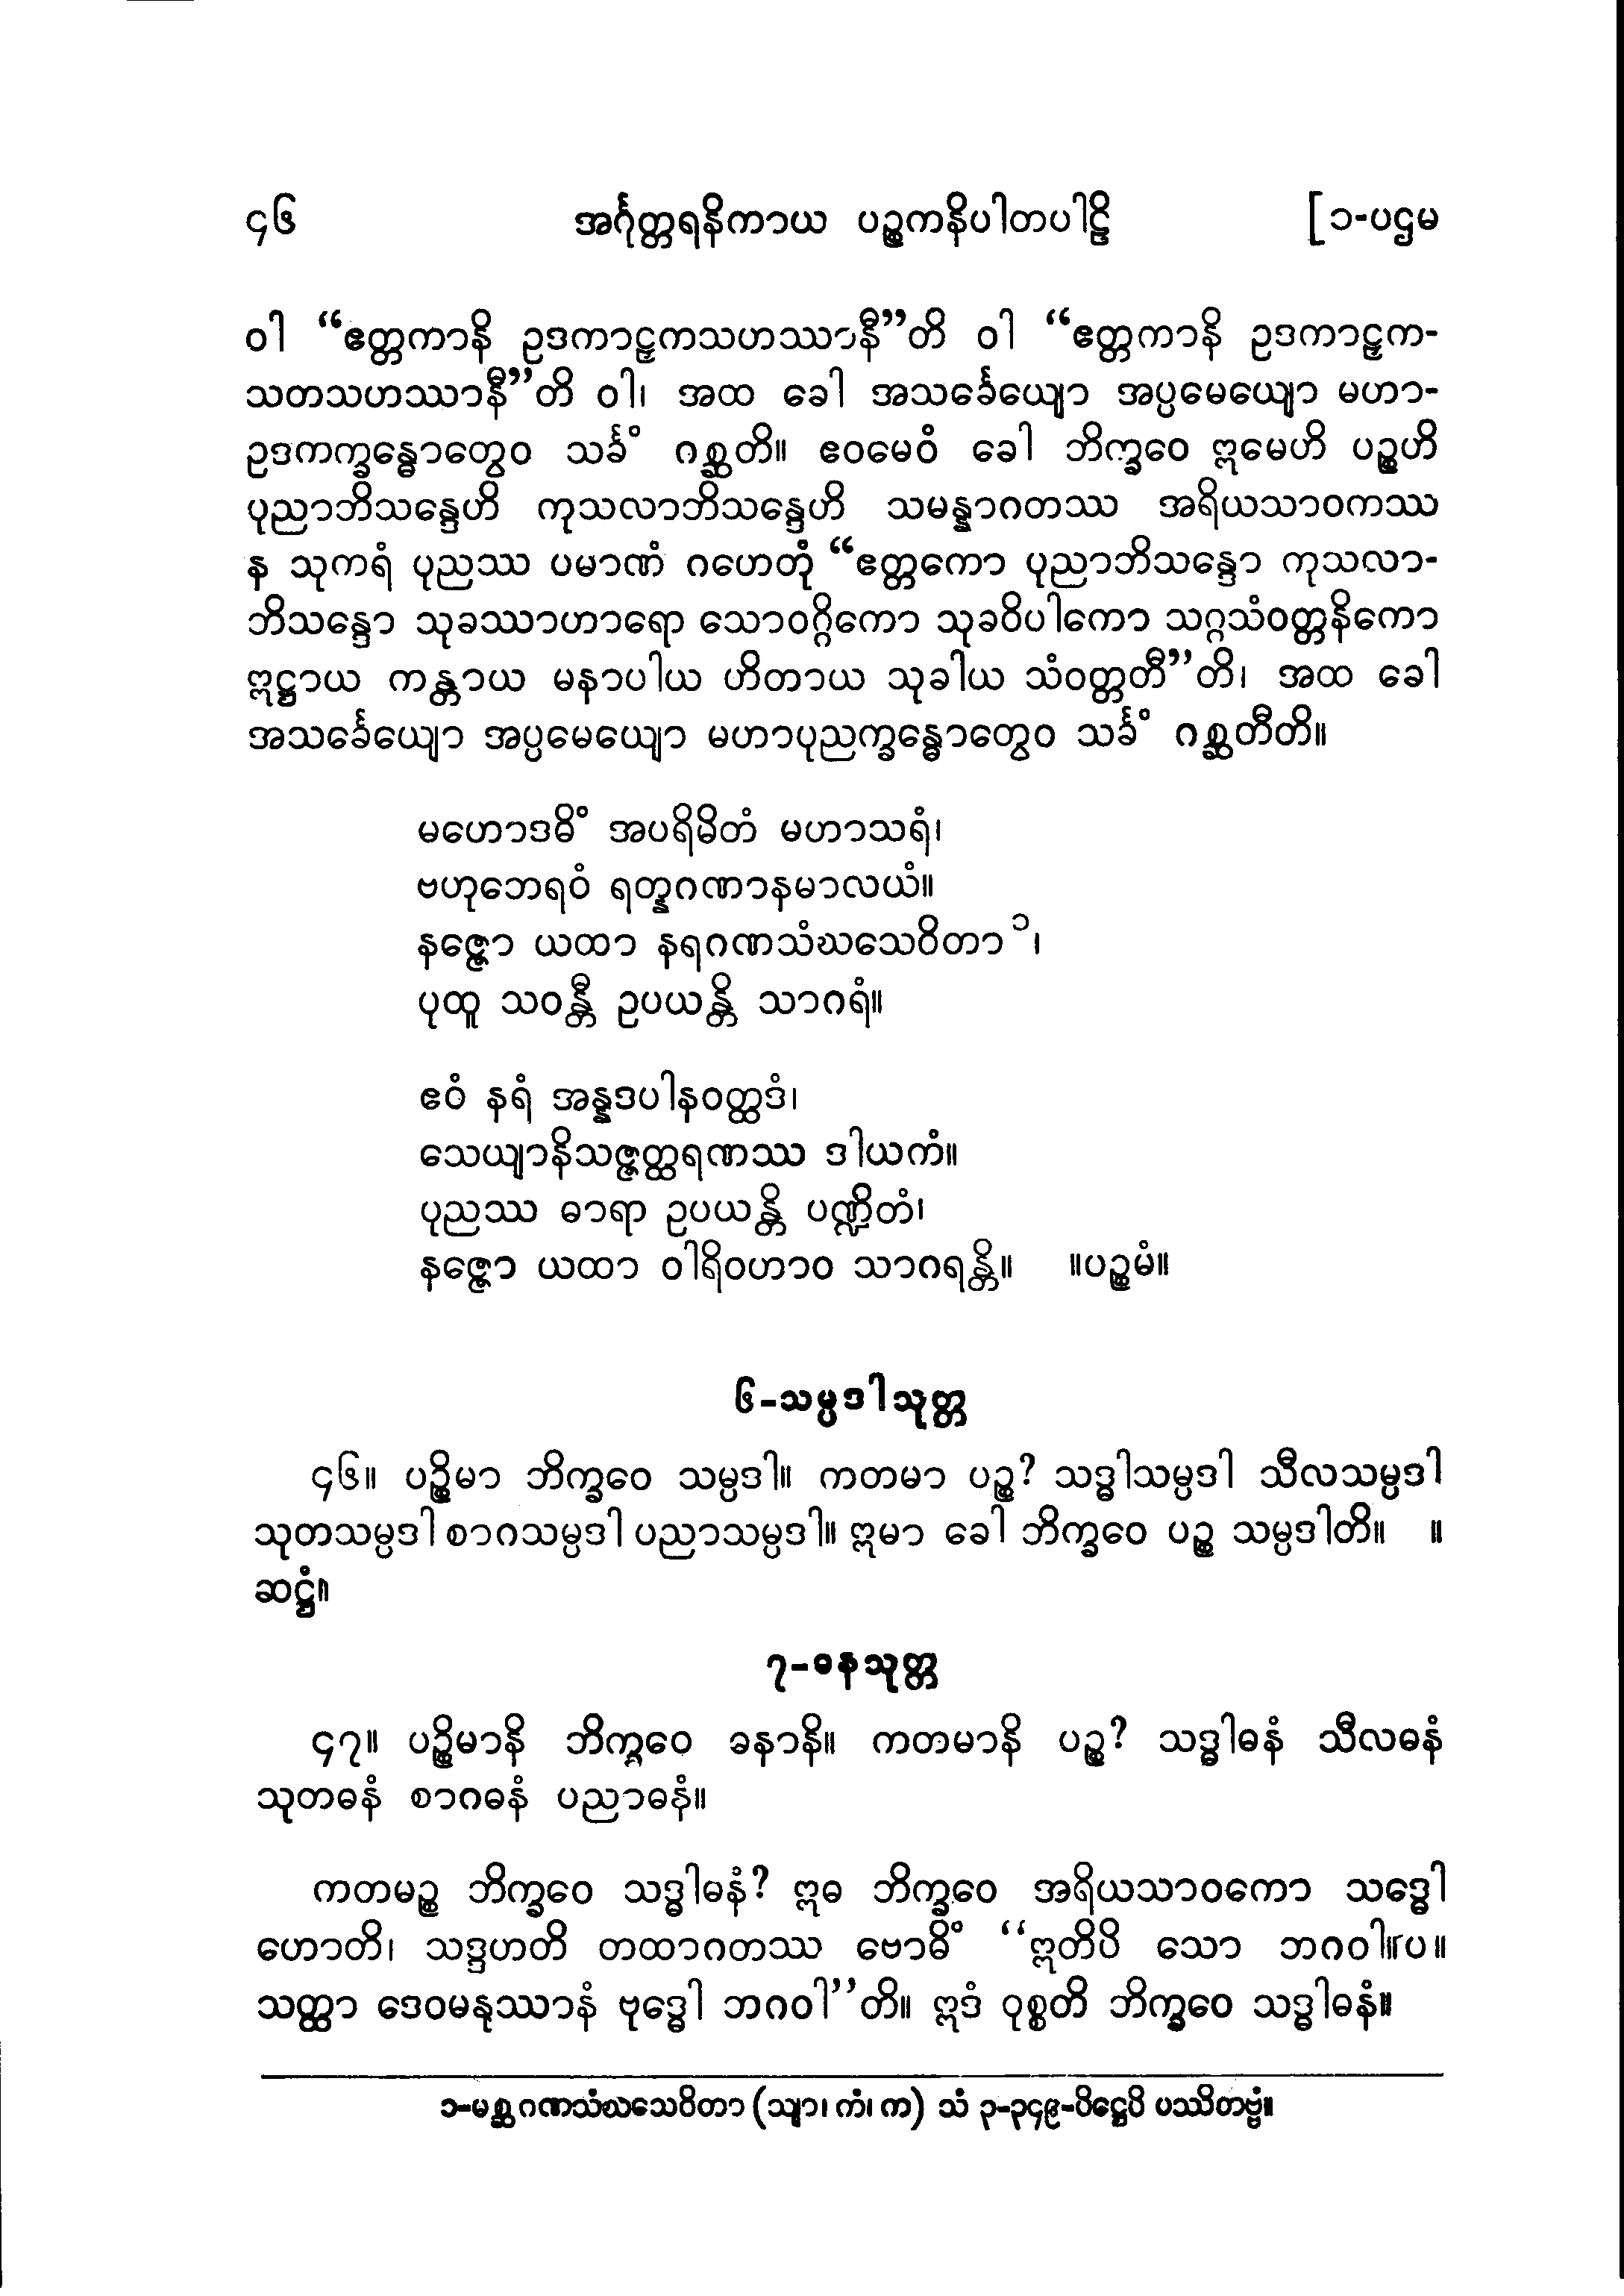 ၄၆ အင်္ဂုတ္တရနိကာယ ပဉ္စကနိပါတပါဠိ [၁-ပဌမ
ဝါ “ဧတ္တကာနိ ဥဒကာဠှကသဟဿာနီ”တိ ဝါ “ဧတ္တကာနိ ဥဒကာဠှက-
သတသဟဿာနီ”တိ ဝါ၊ အထ ခေါ အသင်္ခေယျော အပ္ပမေယျော မဟာ-
ဥဒကက္ခန္ဓောတွေဝ သင်္ခံ ဂစ္ဆတိ။ ဧဝမေဝံ ခေါ ဘိက္ခဝေ ဣမေဟိ ပဉ္စဟိ
ပုညာဘိသန္ဒေဟိ ကုသလာဘိသန္ဒေဟိ သမန္နာဂတဿ အရိယသာဝကဿ
န သုကရံ ပုညဿ ပမာဏံ ဂဟေတုံ “ဧတ္တကော ပုညာဘိသန္ဒော ကုသလာ-
ဘိသန္ဒော သုခဿာဟာရော သောဝဂ္ဂိကော သုခဝိပါကော သဂ္ဂသံဝတ္တနိကော
ဣဋ္ဌာယ ကန္တာယ မနာပါယ ဟိတာယ သုခါယ သံဝတ္တတီ”တိ၊ အထ ခေါ
အသင်္ခေယျော အပ္ပမေယျော မဟာပုညက္ခန္ဓောတွေဝ သင်္ခံ ဂစ္ဆတီတိ။
မဟောဒဓိံ အပရိမိတံ မဟာသရံ၊
ဗဟုဘေရဝံ ရတ္နဂဏာနမာလယံ။
နဇ္ဇော ယထာ နရဂဏသံဃသေဝိတာ၁၊
ပုထူ သဝန္တီ ဥပယန္တိ သာဂရံ။
ဧဝံ နရံ အန္နဒပါနဝတ္ထဒံ၊
သေယျာနိသဇ္ဇတ္ထရဏဿ ဒါယကံ။
ပုညဿ ဓာရာ ဥပယန္တိ ပဏ္ဍိတံ၊
နဇ္ဇော ယထာ ဝါရိဝဟာဝ သာဂရန္တိ။ ။ပဉ္စမံ။
၆-သမ္ပဒါသုတ္တ
၄၆။ ပဉ္စိမာ ဘိက္ခဝေ သမ္ပဒါ။ ကတမာ ပဉ္စ? သဒ္ဓါသမ္ပဒါ သီလသမ္ပဒါ
သုတသမ္ပဒါ စာဂသမ္ပဒါ ပညာသမ္ပဒါ။ ဣမာ ခေါ ဘိက္ခဝေ ပဉ္စ သမ္ပဒါတိ။ ။
ဆဋ္ဌံ။
၇-ဓနသုတ္တ
၄၇။ ပဉ္စိမာနိ ဘိက္ခဝေ ဓနာနိ။ ကတမာနိ ပဉ္စ? သဒ္ဓါဓနံ သီလဓနံ
သုတဓနံ စာဂဓနံ ပညာဓနံ။
ကတမဉ္စ ဘိက္ခဝေ သဒ္ဓါဓနံ? ဣဓ ဘိက္ခဝေ အရိယသာဝကော သဒ္ဓေါ
ဟောတိ၊ သဒ္ဒဟတိ တထာဂတဿ ဗောဓိံ “ဣတိပိ သော ဘဂဝါ။ပ။
သတ္ထာ ဒေဝမနုဿာနံ ဗုဒ္ဓေါ ဘဂဝါ”တိ။ ဣဒံ ဝုစ္စတိ ဘိက္ခဝေ သဒ္ဓါဓနံ။
၁-မစ္ဆဂဏသံဃသေဝိတာ (သျာ၊ ကံ၊ က) သံ ၃-၃၄၉-ပိဋ္ဌေပိ ပဿိတဗ္ဗံ။